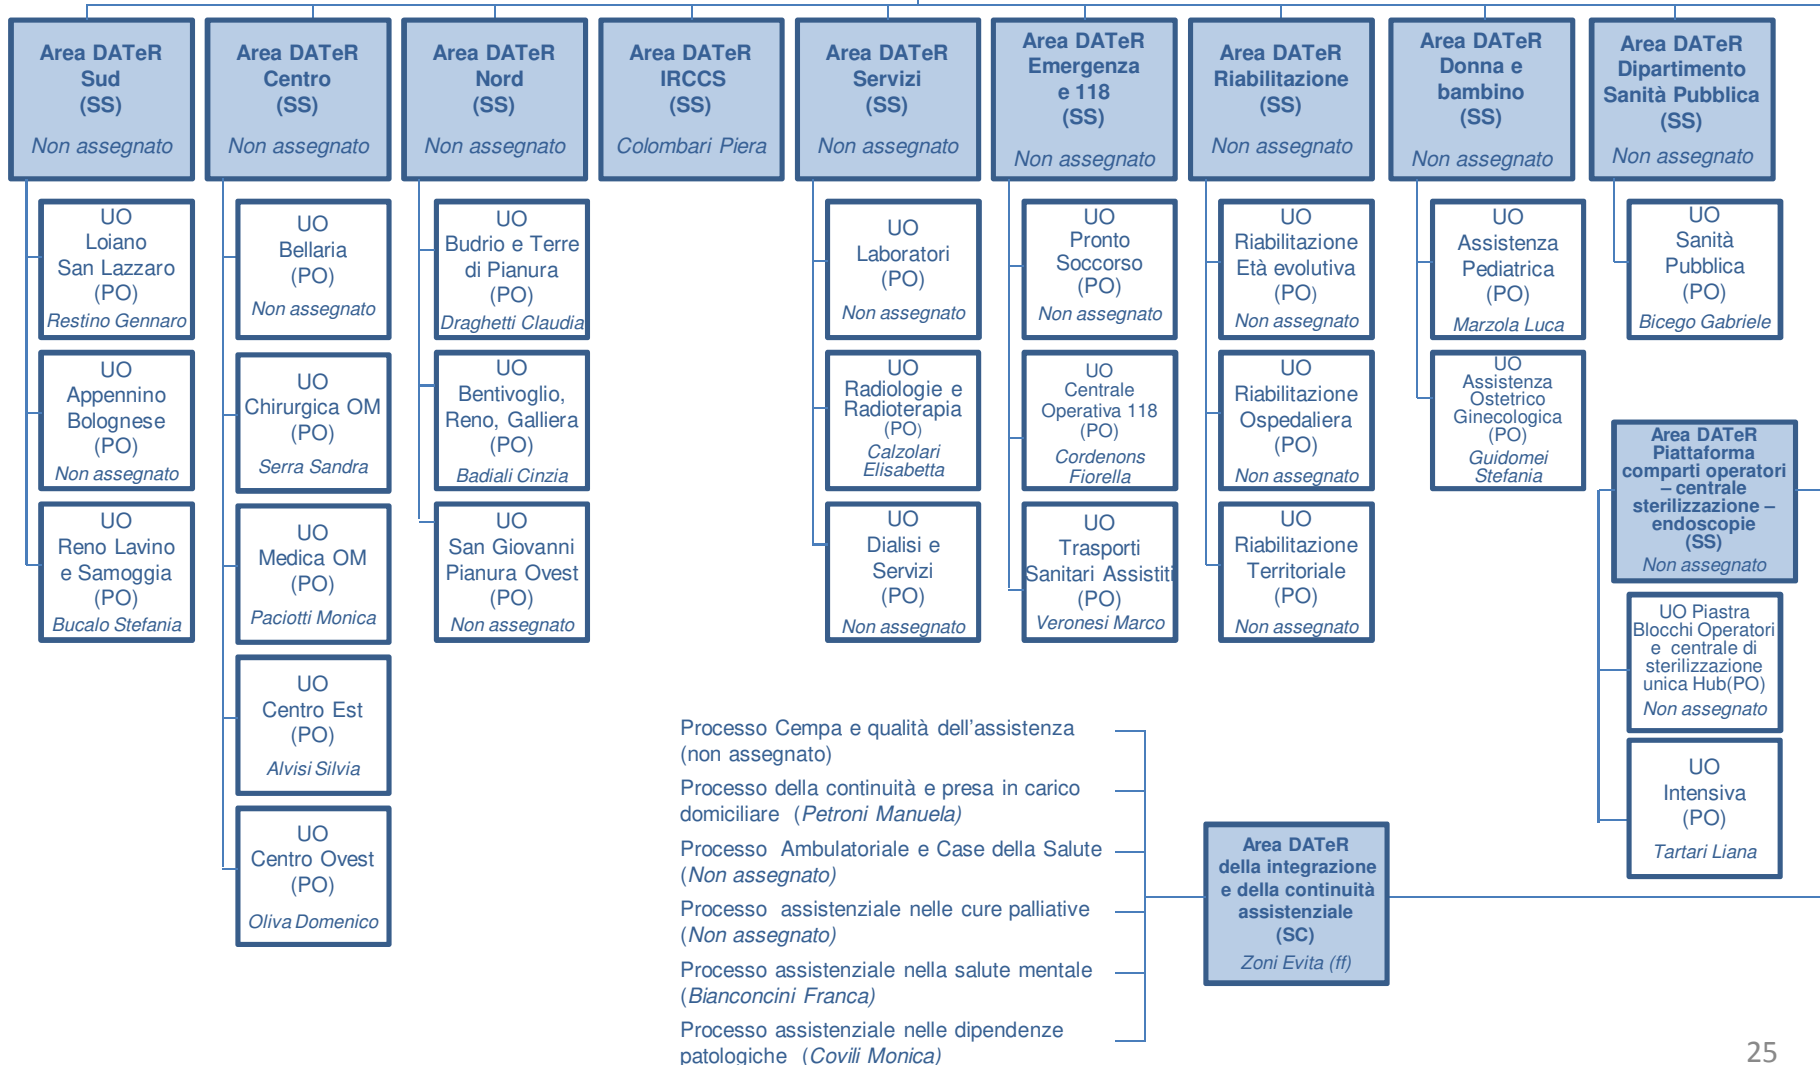 Area DATeR
Sud
(SS)
Non assegnato
Area DATeR
Centro
(SS)
Non assegnato
Area DATeR
Nord
(SS)
Non assegnato
Area DATeR
IRCCS
(SS)
Colombari Piera
Area DATeR
Servizi
(SS)
Non assegnato
Area DATeR
Emergenza
e 118
(SS)
Non assegnato
Area DATeR
Riabilitazione
(SS)
Non assegnato
Area DATeR
Donna e
bambino
(SS)
Non assegnato
Area DATeR
Dipartimento
Sanità Pubblica
(SS)
Non assegnato
UO
Loiano
San Lazzaro
(PO)
Restino Gennaro
UO
Appennino
Bolognese
(PO)
Non assegnato
UO
Reno Lavino
e Samoggia
(PO)
Bucalo Stefania
UO
Bellaria
(PO)
Non assegnato
UO
Chirurgica OM
(PO)
Serra Sandra
UO
Medica OM
(PO)
Paciotti Monica
UO
Centro Est
(PO)
Alvisi Silvia
UO
Centro Ovest
(PO)
Oliva Domenico
UO
Budrio e Terre
di Pianura
(PO)
Draghetti Claudia
UO
Bentivoglio,
Reno, Galliera
(PO)
Badiali Cinzia
UO
San Giovanni
Pianura Ovest
(PO)
Non assegnato
UO
Laboratori
(PO)
Non assegnato
UO
Radiologie e
Radioterapia
(PO)
Calzolari
Elisabetta
UO
Dialisi e
Servizi
(PO)
Non assegnato
UO
Pronto
Soccorso
(PO)
Non assegnato
UO
Centrale
Operativa 118
(PO)
Cordenons
Fiorella
UO
Trasporti
Sanitari Assistiti
(PO)
Veronesi Marco
UO
Riabilitazione
Età evolutiva
(PO)
Non assegnato
UO
Riabilitazione
Ospedaliera
(PO)
Non assegnato
UO
Riabilitazione
Territoriale
(PO)
Non assegnato
UO
Assistenza
Pediatrica
(PO)
Marzola Luca
UO
Assistenza
Ostetrico
Ginecologica
(PO)
Guidomei
Stefania
UO
Sanità
Pubblica
(PO)
Bicego Gabriele
Area DATeR
Piattaforma
comparti operatori
– centrale
sterilizzazione –
endoscopie
(SS)
Non assegnato
UO Piastra
Blocchi Operatori
e centrale di
sterilizzazione
unica Hub(PO)
Non assegnato
UO
Intensiva
(PO)
Tartari Liana
Processo Cempa e qualità dell'assistenza
(non assegnato)
Processo della continuità e presa in carico
domiciliare (Petroni Manuela)
Processo Ambulatoriale e Case della Salute
(Non assegnato)
Processo assistenziale nelle cure palliative
(Non assegnato)
Processo assistenziale nella salute mentale
(Bianconcini Franca)
Processo assistenziale nelle dipendenze
patologiche (Covili Monica)
Area DATeR
della integrazione
e della continuità
assistenziale
(SC)
Zoni Evita (ff)
25